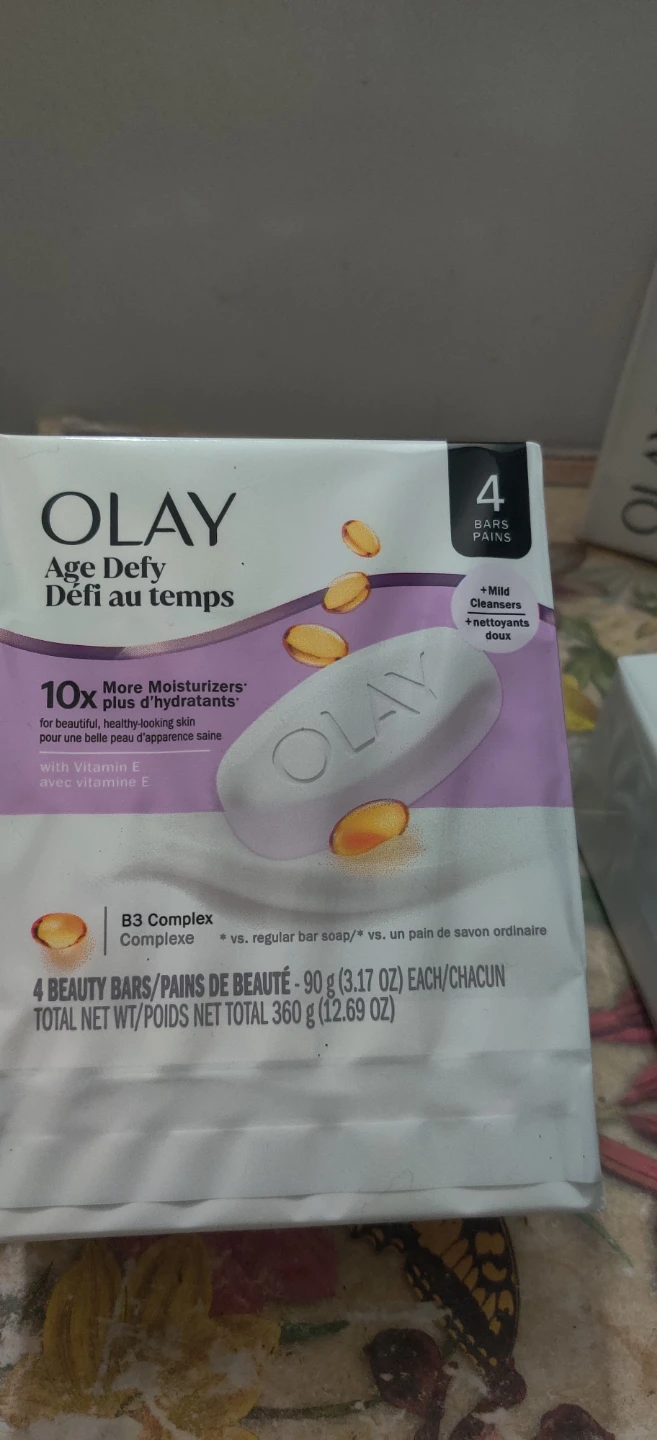 OLAY
Age Defy
Défi au temps
4
BARS
PAINS
+Mild
Cleansers
+nettoyants
doux
10x More Moisturizers*
plus d'hydratants*
for beautiful, healthy-looking skin
pour une belle peau d'apparence saine
with Vitamin E
avec vitamine E
OLAY
B3 Complex
Complexe
* vs. regular bar soap/* vs. un pain de savon ordinaire
4 BEAUTY BARS/PAINS DE BEAUTÉ - 90 g (3.17 OZ) EACH/CHACUN
TOTAL NET WT/POIDS NET TOTAL 360 g (12.69 OZ)